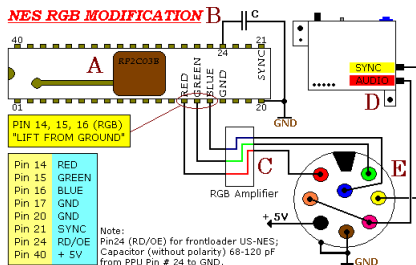 NES RGB MODIFICATION
B
C
40
24
21
A
RP2C03B
RED
GREEN
BLUE
GND
SYNC
01
20
SYNC
AUDIO
D
GND
PIN 14, 15, 16 (RGB)
"LIFT FROM GROUND"
C
E
RGB Amplifier
Pin 14 RED
Pin 15 GREEN
Pin 16 BLUE
Pin 17 GND
Pin 20 GND
Pin 21 SYNC
Pin 24 RD/OE
Pin 40 + 5V
+ 5V
Note:
Pin24 (RD/OE) for frontloader US-NES;
Capacitor (without polarity) 68-120 pF
from PPU Pin # 24 to GND.
GND